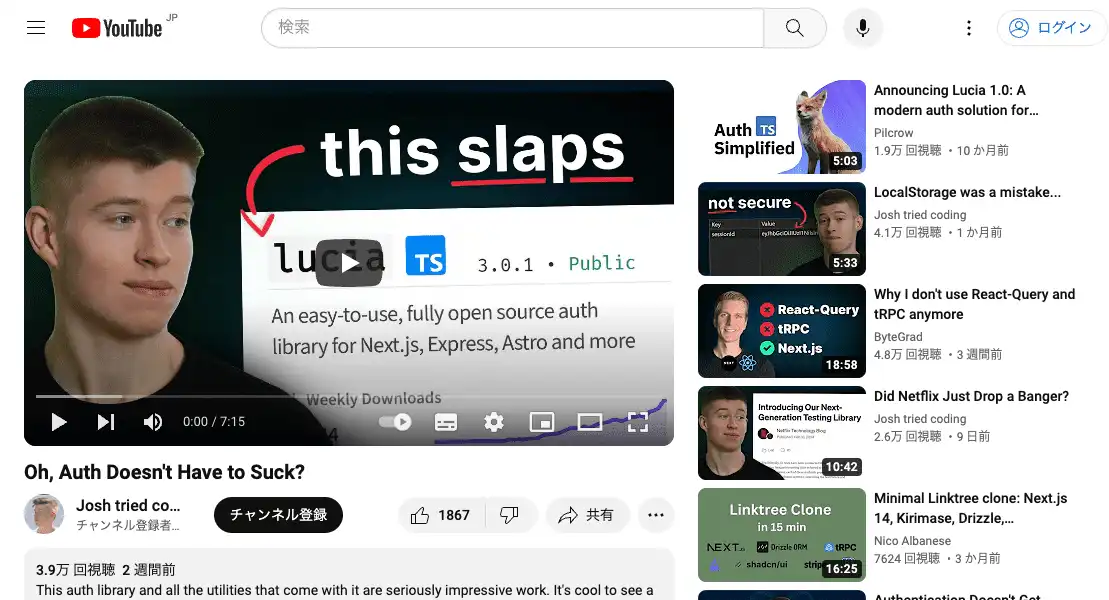 YouTube JP
検索
ログイン
this slaps
lucia TS 3.0.1 • Public
An easy-to-use, fully open source auth
library for Next.js, Express, Astro and more
Weekly Downloads
0:00 / 7:15
Oh, Auth Doesn't Have to Suck?
Josh tried co...
チャンネル登録者...
チャンネル登録
1867
共有
3.9万 回視聴 2 週間前
This auth library and all the utilities that come with it are seriously impressive work. It's cool to see a
Auth TS
Simplified
5:03
Announcing Lucia 1.0: A
modern auth solution for...
Pilcrow
1.9万 回視聴 ・10 か月前
not secure
Key Value
sessionId
5:33
LocalStorage was a mistake...
Josh tried coding
4.1万 回視聴 ・1 か月前
React-Query
tRPC
Next.js
18:58
Why I don't use React-Query and
tRPC anymore
ByteGrad
4.8万 回視聴 ・3 週間前
Introducing Our Next-
Generation Testing Library
Netflix Technology Blog
10:42
Did Netflix Just Drop a Banger?
Josh tried coding
2.6万 回視聴 ・9 日前
Linktree Clone
in 15 min
NEXT.js Drizzle ORM tRPC
shadcn/ui
16:25
Minimal Linktree clone: Next.js
14, Kirimase, Drizzle,...
Nico Albanese
7624 回視聴 ・3 か月前